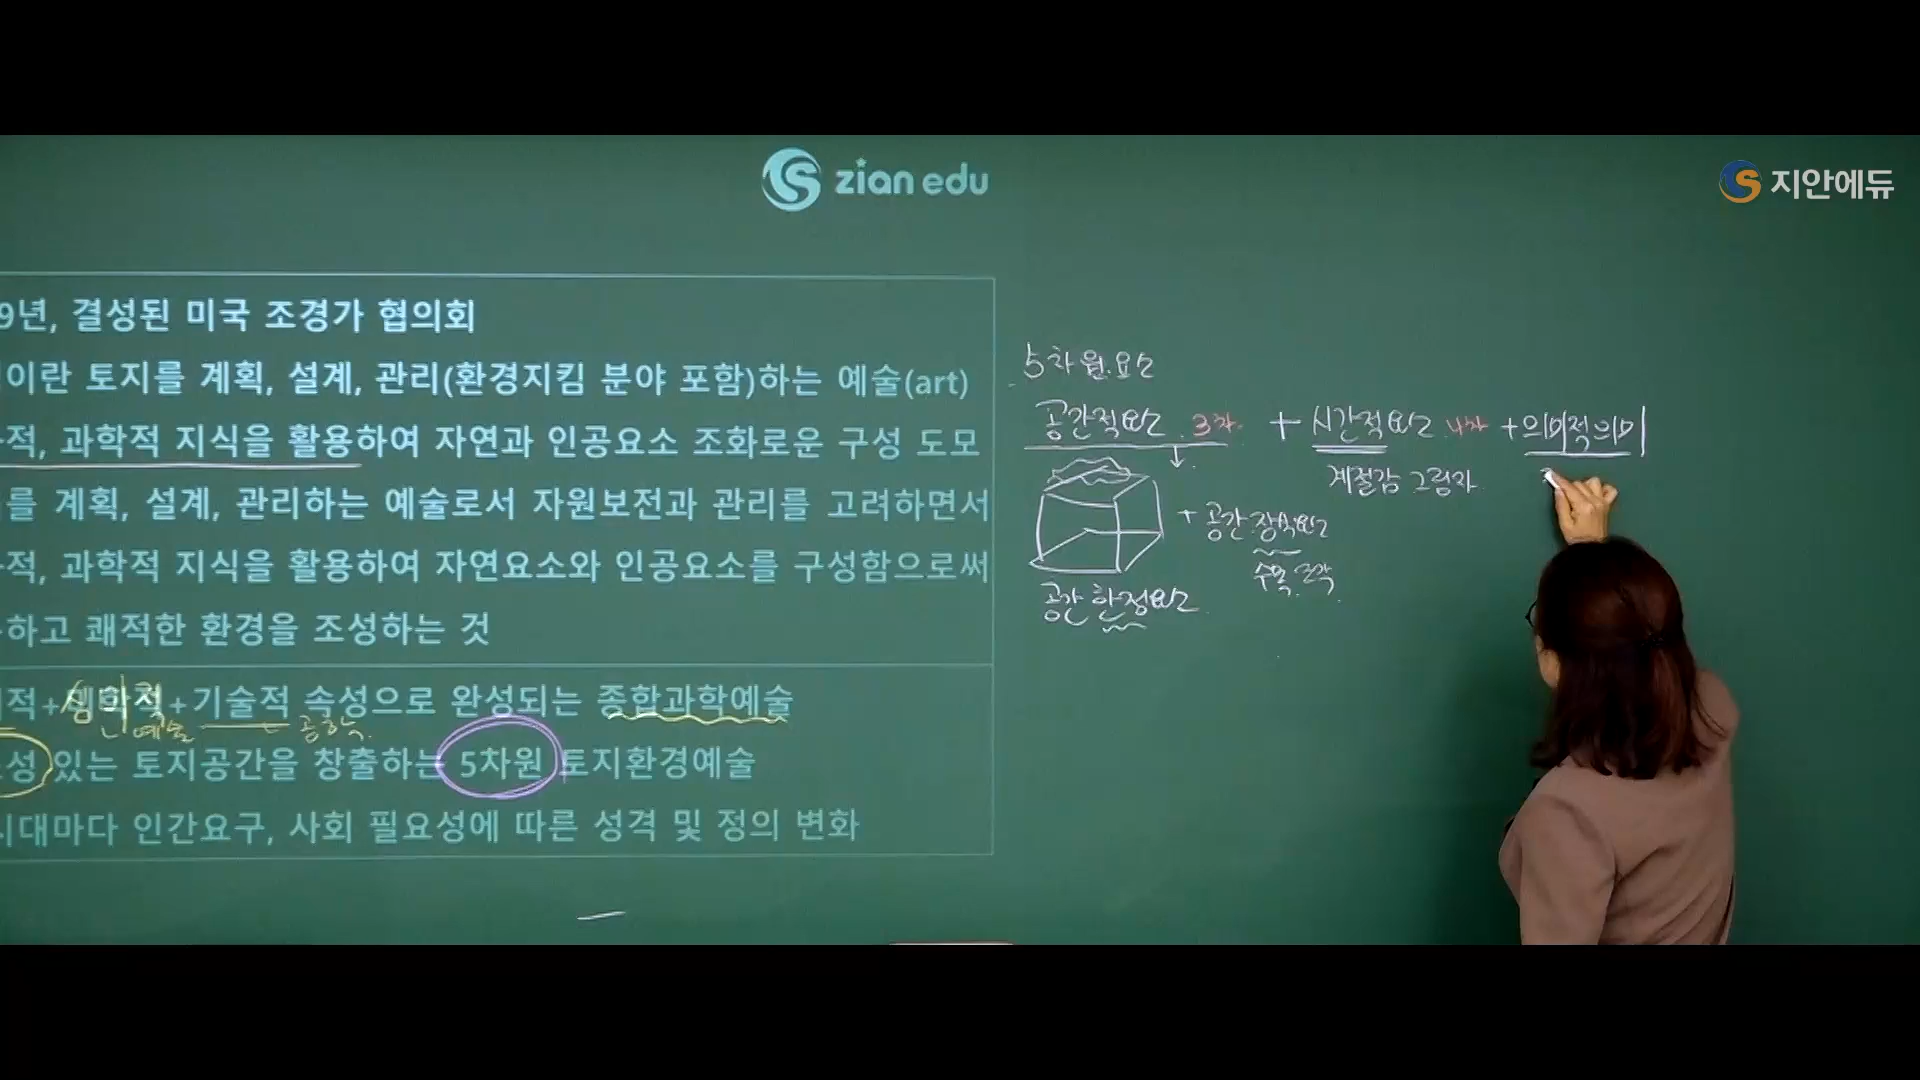 zian edu
지안에듀
9년, 결성된 미국 조경가 협의회
이란 토지를 계획, 설계, 관리(환경지킴 분야 포함)하는 예술(art)
적, 과학적 지식을 활용하여 자연과 인공요소 조화로운 구성 도모
를 계획, 설계, 관리하는 예술로서 자원보전과 관리를 고려하면서
적, 과학적 지식을 활용하여 자연요소와 인공요소를 구성함으로써
하고 쾌적한 환경을 조성하는 것
적+심미적+기술적 속성으로 완성되는 종합과학예술
예술 공학
성 있는 토지공간을 창출하는 5차원 토지환경예술
시대마다 인간요구, 사회 필요성에 따른 성격 및 정의 변화
5차원.요소
공간적요소 3차 + 시간적요소 4차 + 의미적의미
계절감 그림자
+ 공간 장식요소
수목 조각
공간 한정요소